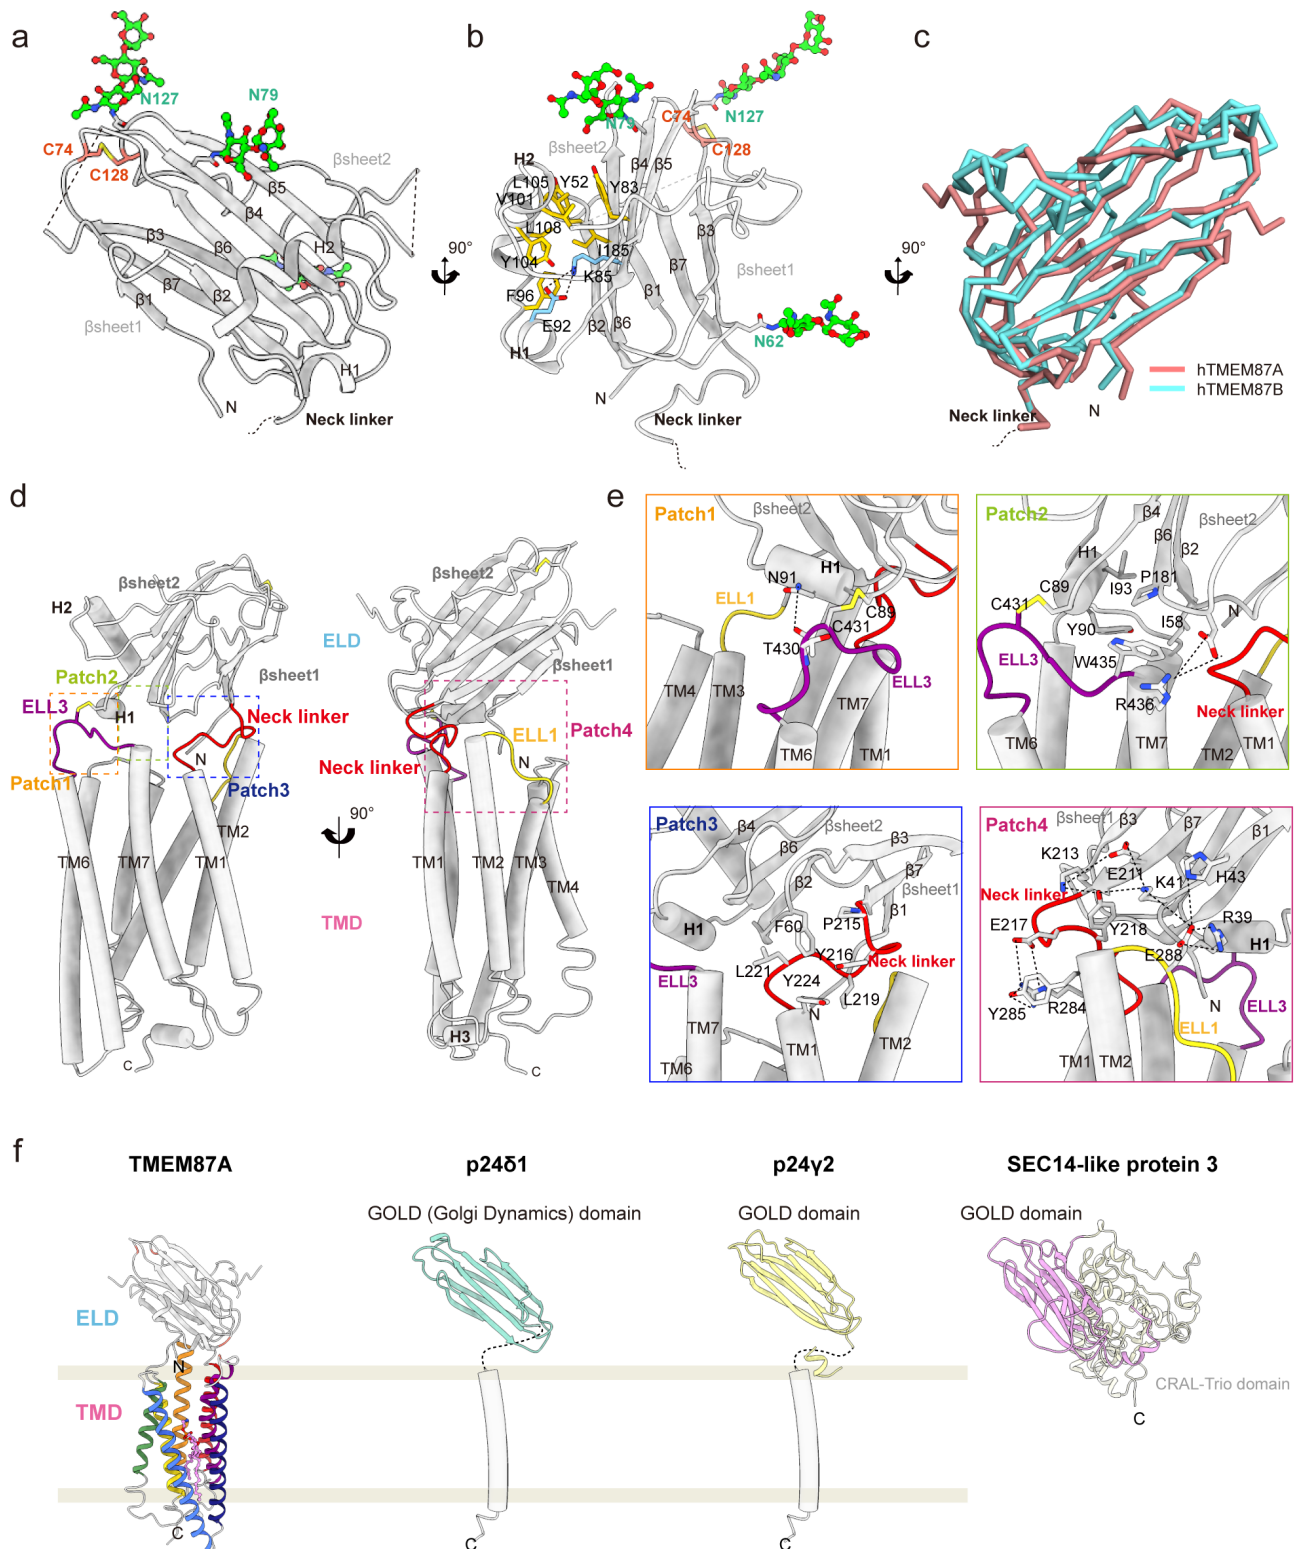 a
N127
N79
C74
C128
βsheet2
β5
β4
β3
β6
H2
β7
β2
β1
βsheet1
H1
N
Neck linker
90°
b
N79
C74
N127
C128
βsheet2
H2
β4
β5
L105
Y52
Y83
V101
L108
β3
I185
Y104
K85
βsheet1
β7
F96
β1
E92
β2
β6
H1
N62
N
Neck linker
90°
c
hTMEM87A
hTMEM87B
N
Neck linker
d
βsheet2
H2
βsheet1
Patch2
ELL3
H1
Neck linker
N
Patch1
Patch3
TM2
TM6
TM7
TM1
C
90°
ELD
TMD
βsheet2
βsheet1
Patch4
ELL1
Neck linker
N
TM1
TM2
TM3
TM4
H3
C
e
Patch1
βsheet2
N91
H1
ELL1
C89
C431
T430
ELL3
TM4
TM3
TM7
TM6
TM1
Patch2
β4
βsheet2
β6
H1
β2
C89
P181
I93
C431
N
Y90
I58
ELL3
W435
R436
Neck linker
TM6
TM7
TM2
TM1
Patch3
β4
βsheet2
β3
β6
β7
β2
βsheet1
β1
P215
H1
F60
Y216
Neck linker
L221
ELL3
Y224
L219
N
TM7
TM1
TM2
TM6
Patch4
βsheet1
β3
β7
β1
K213
E211
K41
H43
Neck linker
E217
Y218
R39
E288
H1
Y285
R284
N
ELL3
ELL1
TM1
TM2
f
TMEM87A
p24δ1
p24γ2
SEC14-like protein 3
GOLD (Golgi Dynamics) domain
GOLD domain
GOLD domain
ELD
N
TMD
CRAL-Trio domain
C
C
C
C